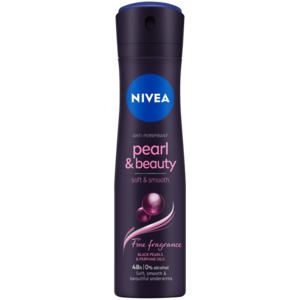 NIVEA
ANTI-PERSPIRANT
pearl
& beauty
soft & smooth
Fine fragrance
BLACK PEARLS
& PERFUME OILS
48h | 0% alcohol
Soft, smooth &
beautiful underarms